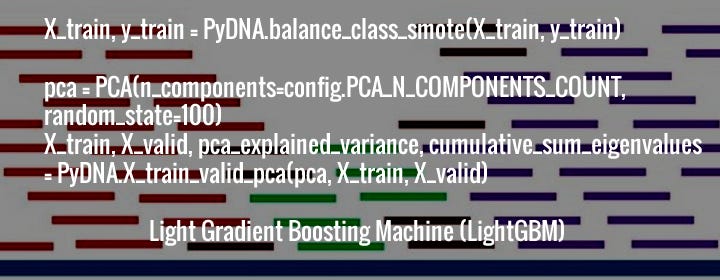 X_train, y_train = PyDNA.balance_class_smote(X_train, y_train)
pca = PCA(n_components=config.PCA_N_COMPONENTS_COUNT,
random_state=100)
X_train, X_valid, pca_explained_variance, cumulative_sum_eigenvalues
= PyDNA.X_train_valid_pca(pca, X_train, X_valid)
Light Gradient Boosting Machine (LightGBM)